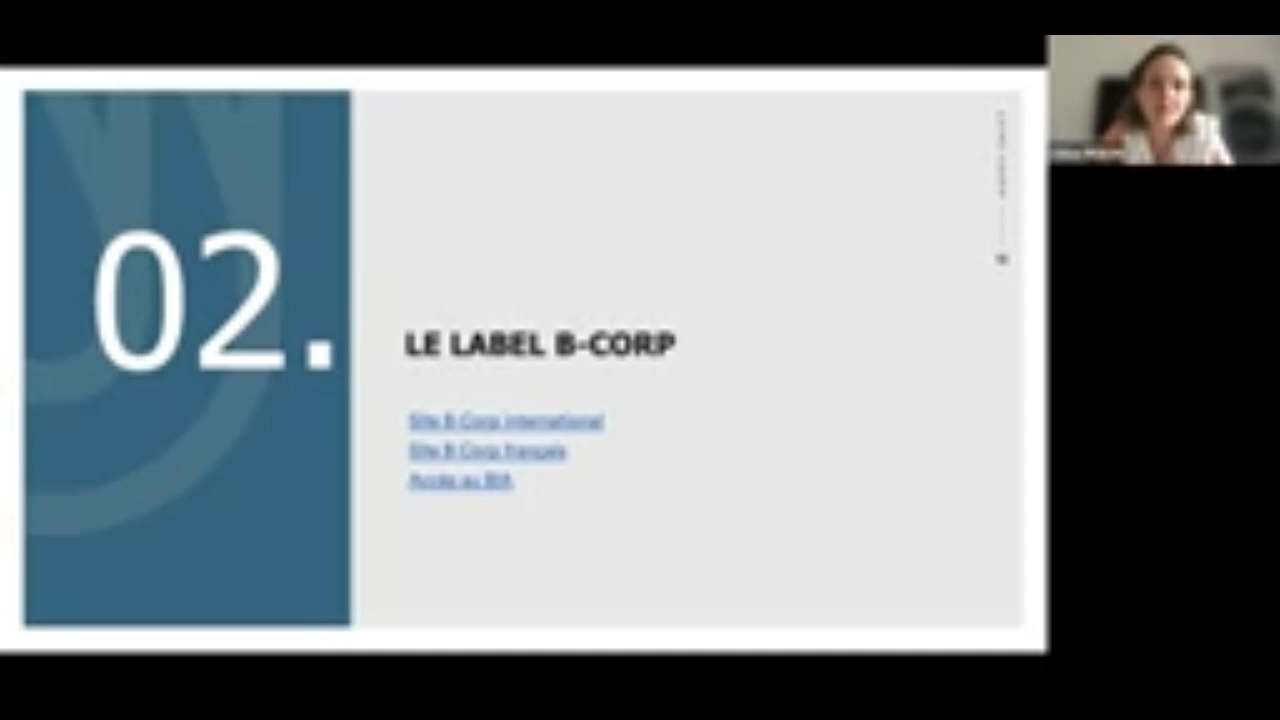 02.
LE LABEL B-CORP
Site B Corp international
Site B Corp français
Accès au BIA